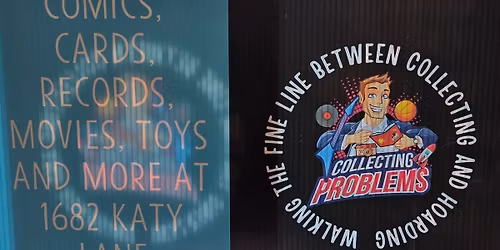 COMICS,
CARDS,
RECORDS,
MOVIES, TOYS
AND MORE AT
1682 KATY
LANE
WALKING THE FINE LINE BETWEEN COLLECTING AND HOARDING
COLLECTING
PROBLEMS